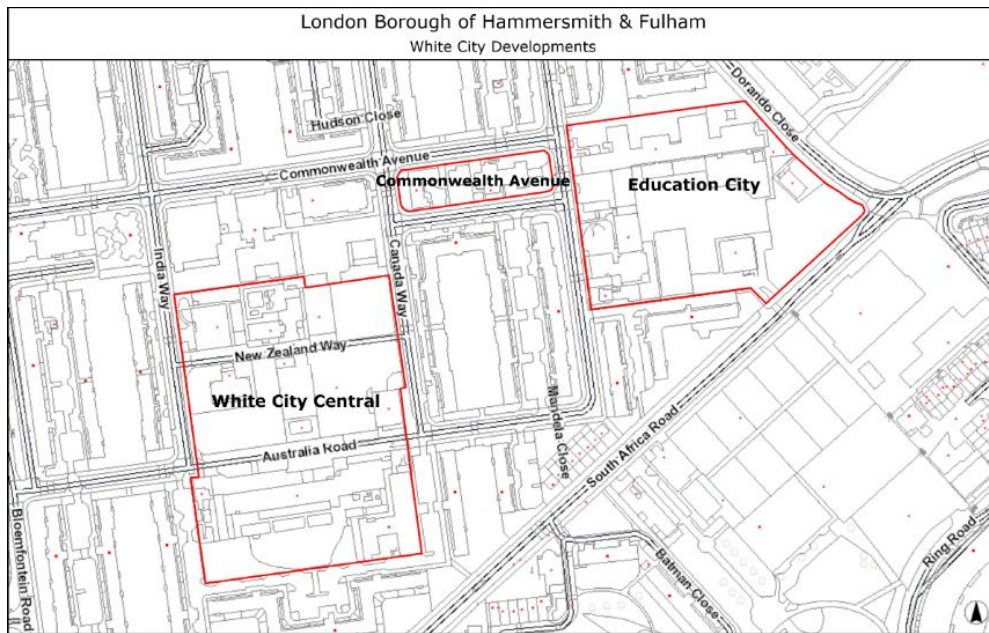 London Borough of Hammersmith & Fulham
White City Developments
Dorando Close
Hudson Close
Commonwealth Avenue
Commonwealth Avenue
Education City
India Way
Canada Way
New Zealand Way
White City Central
Mandela Close
Australia Road
South Africa Road
Bloemfontein Road
Batman Close
Ring Road